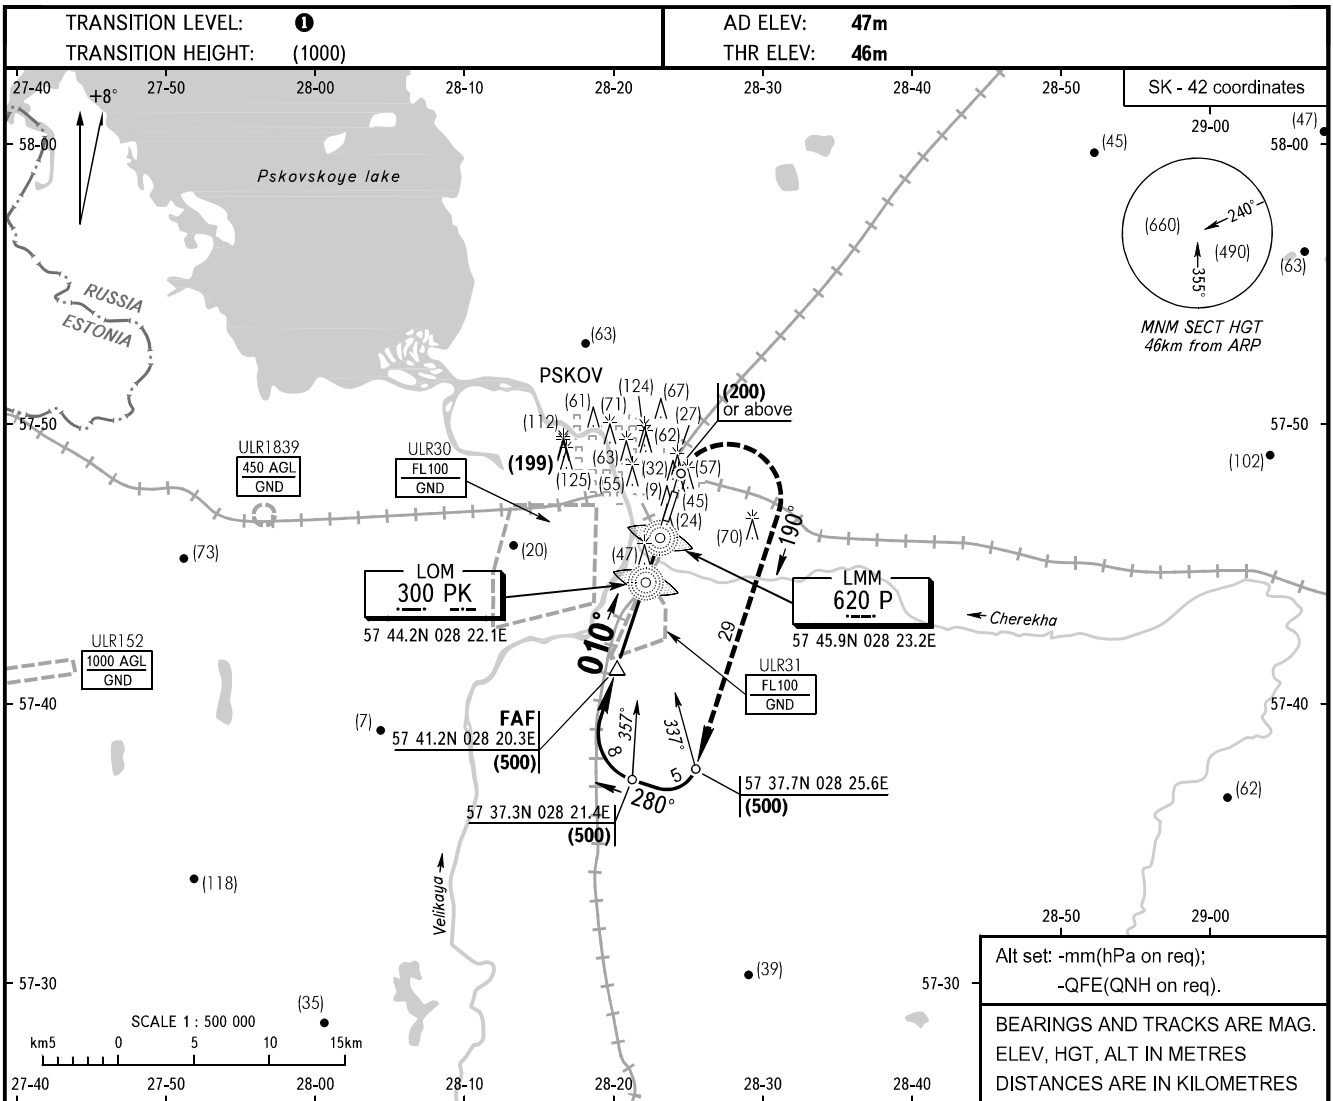 TRANSITION LEVEL: ❶
TRANSITION HEIGHT: (1000)
AD ELEV: 47m
THR ELEV: 46m
27-40 27-50 28-00 28-10 28-20 28-30 28-40 28-50
SK - 42 coordinates
+8°
29-00
(47)
58-00
58-00
(45)
Pskovskoye lake
240°
(660)
(490)
(63)
355°
RUSSIA
ESTONIA
MNM SECT HGT
46km from ARP
(63)
PSKOV
(124)
(67)
(200)
or above
(61)
(71)
(27)
57-50
57-50
(112)
(62)
ULR1839
450 AGL
GND
ULR30
FL100
GND
(199)
(63)
(32)
(57)
(102)
(125)
(55)
(9)
(45)
(24)
(70)
190°
(73)
(20)
(47)
LOM
300 PK
57 44.2N 028 22.1E
LMM
620 P
57 45.9N 028 23.2E
Cherekha
010°
29
ULR152
1000 AGL
GND
ULR31
FL100
GND
57-40
57-40
(7)
FAF
57 41.2N 028 20.3E
(500)
357°
337°
8
5
57 37.7N 028 25.6E
(500)
280°
57 37.3N 028 21.4E
(500)
(62)
(118)
Velikaya
28-50 29-00
57-30
(39)
57-30
Alt set: -mm(hPa on req);
-QFE(QNH on req).
(35)
SCALE 1 : 500 000
km5 0 5 10 15km
BEARINGS AND TRACKS ARE MAG.
ELEV, HGT, ALT IN METRES
DISTANCES ARE IN KILOMETRES
27-40 27-50 28-00 28-10 28-20 28-30 28-40